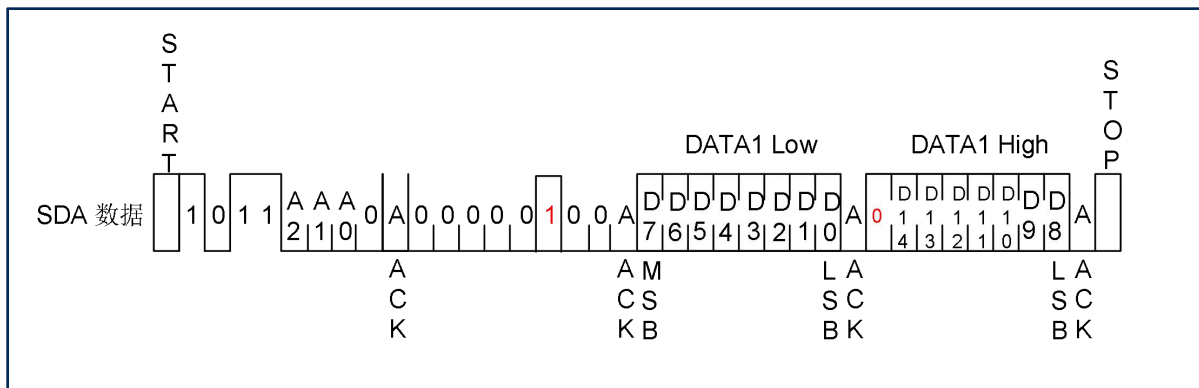 START
STOP
DATA1 Low
DATA1 High
SDA 数据
1 0 1 1 A2 A1 A0 0 A 0 0 0 0 0 1 0 0 A D7 D6 D5 D4 D3 D2 D1 D0 A 0 D14 D13 D12 D11 D10 D9 D8 A
ACK
ACK
MSB
LSB
ACK
LSB
ACK